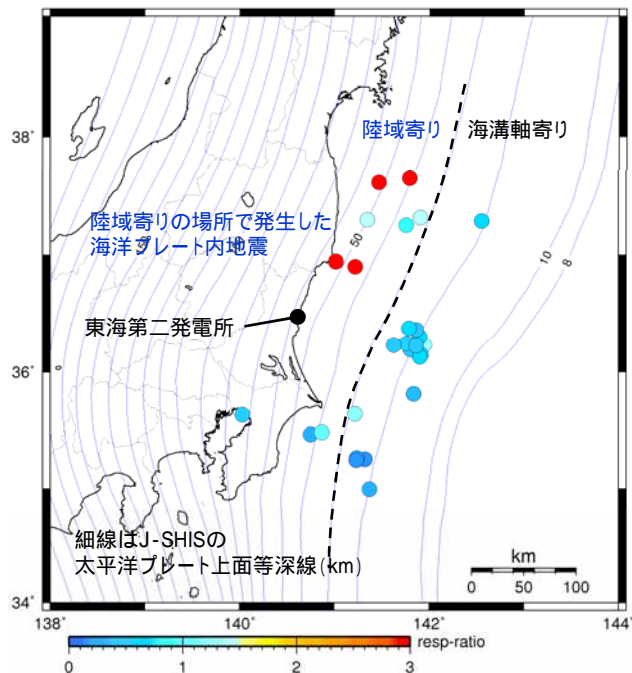 38˚
陸域寄り 海溝軸寄り
陸域寄りの場所で発生した
海洋プレート内地震
50
10
8
東海第二発電所
36˚
細線はJ-SHISの
太平洋プレート上面等深線(km)
km
0 50 100
34˚
138˚ 140˚ 142˚ 144˚
resp-ratio
0 1 2 3